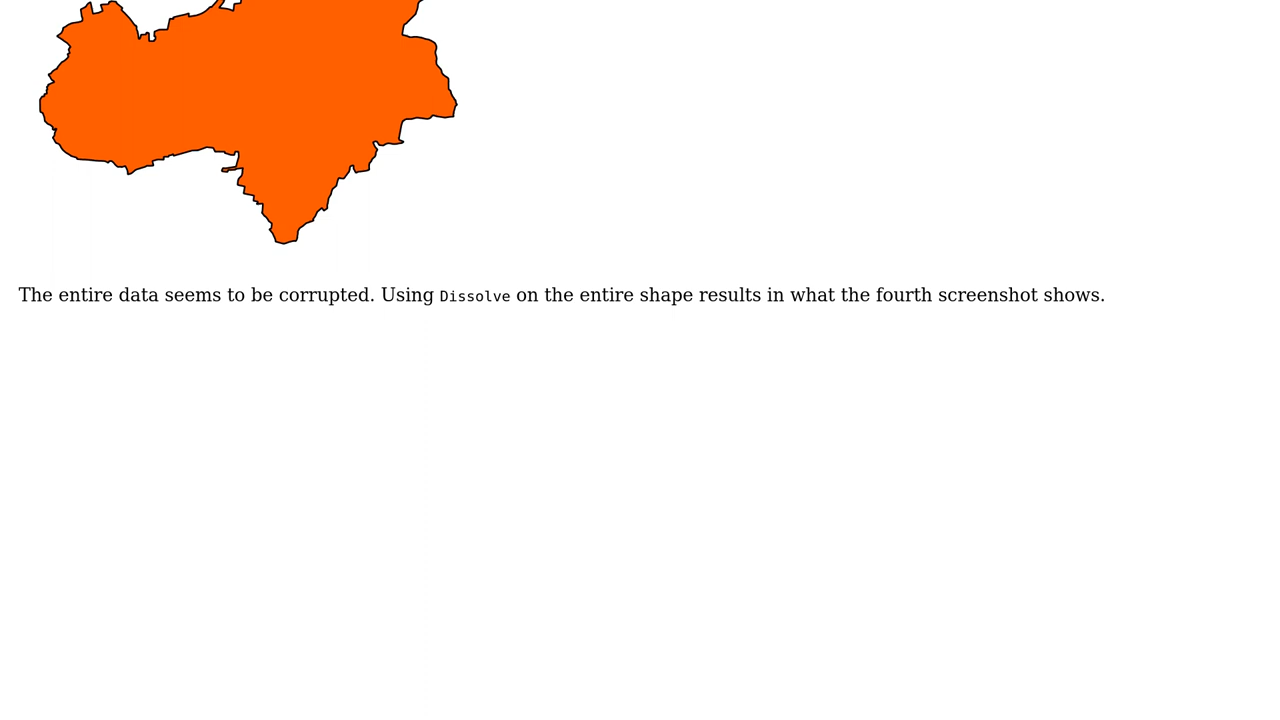 The entire data seems to be corrupted. Using Dissolve on the entire shape results in what the fourth screenshot shows.